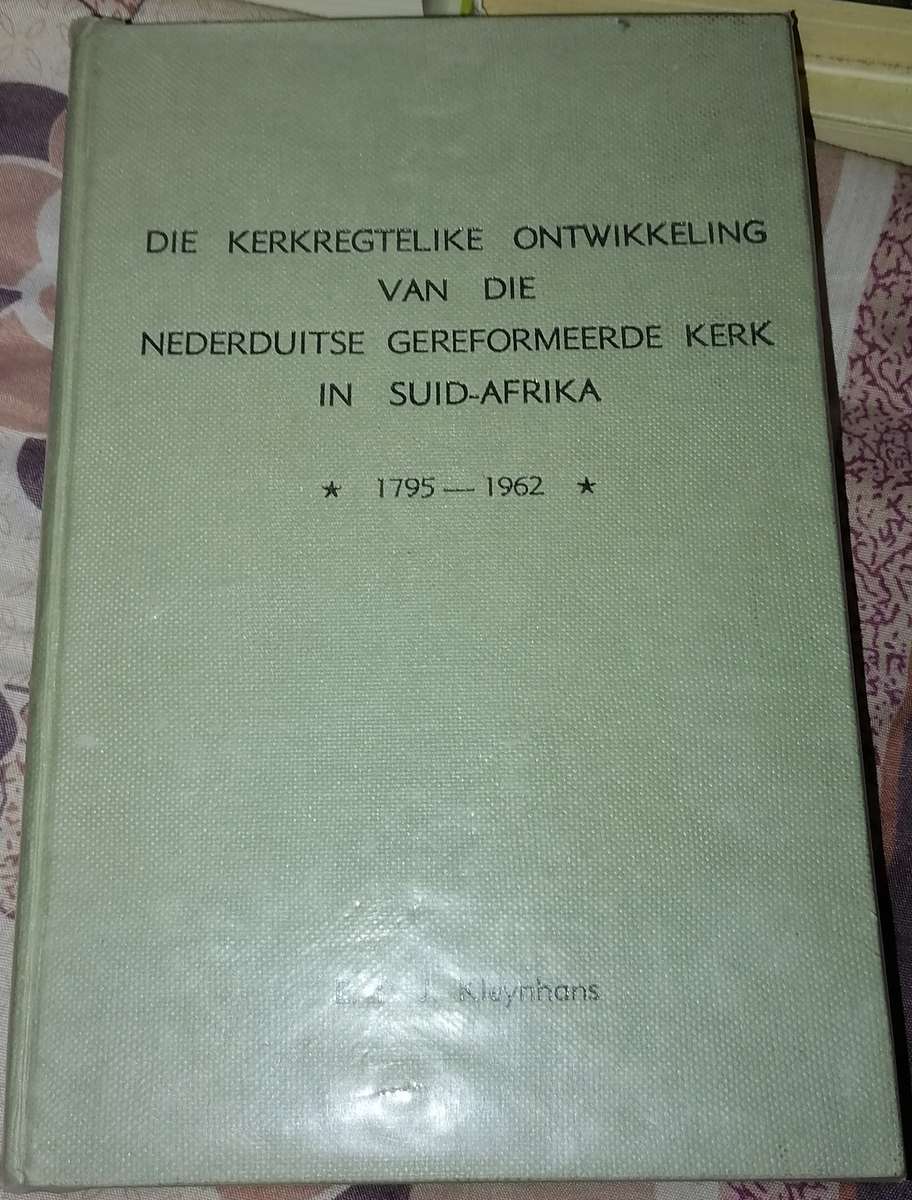 DIE KERKREGTELIKE ONTWIKKELING
VAN DIE
NEDERDUITSE GEREFORMEERDE KERK
IN SUID-AFRIKA
★ 1795 — 1962 ★
J. Kleynhans